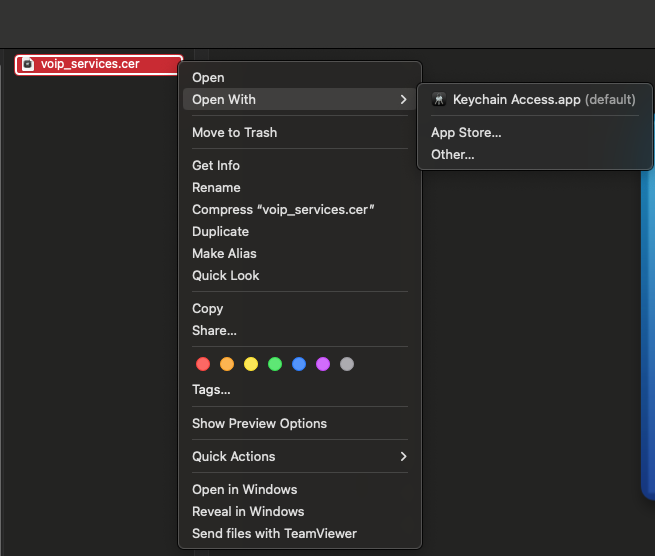 voip_services.cer
Open
Open With
Keychain Access.app (default)
App Store...
Other...
Move to Trash
Get Info
Rename
Compress “voip_services.cer”
Duplicate
Make Alias
Quick Look
Copy
Share...
Tags...
Show Preview Options
Quick Actions
Open in Windows
Reveal in Windows
Send files with TeamViewer